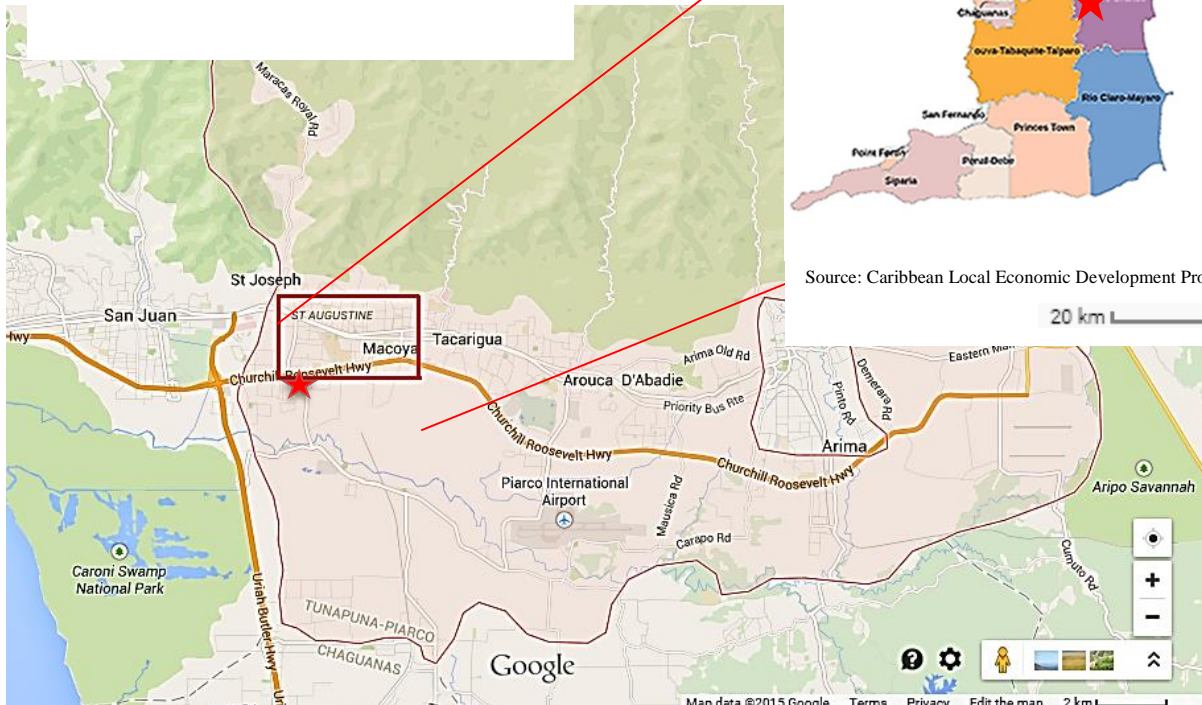 Chaguanas
ouva-Tabaquite-Talparo
Rio Claro-Mayaro
San Fernando
Princes Town
Point Fortin
Penal-Debe
Siparia
Source: Caribbean Local Economic Development Pro
20 km
Maracas Royal Rd
St Joseph
San Juan
ST AUGUSTINE
Macoya
Tacarigua
Hwy
Churchill Roosevelt Hwy
Arima Old Rd
Eastern Main
Arouca
D'Abadie
Priority Bus Rte
Pinto Rd
Demerara Rd
Churchill Roosevelt Hwy
Arima
Churchill Roosevelt Hwy
Piarco International
Airport
Mausica Rd
Aripo Savannah
Carapo Rd
Cumuto Rd
Caroni Swamp
National Park
Uriah Butler Hwy
TUNAPUNA-PIARCO
CHAGUANAS
Google
Map data ©2015 Google Terms Privacy Edit the map 2 km